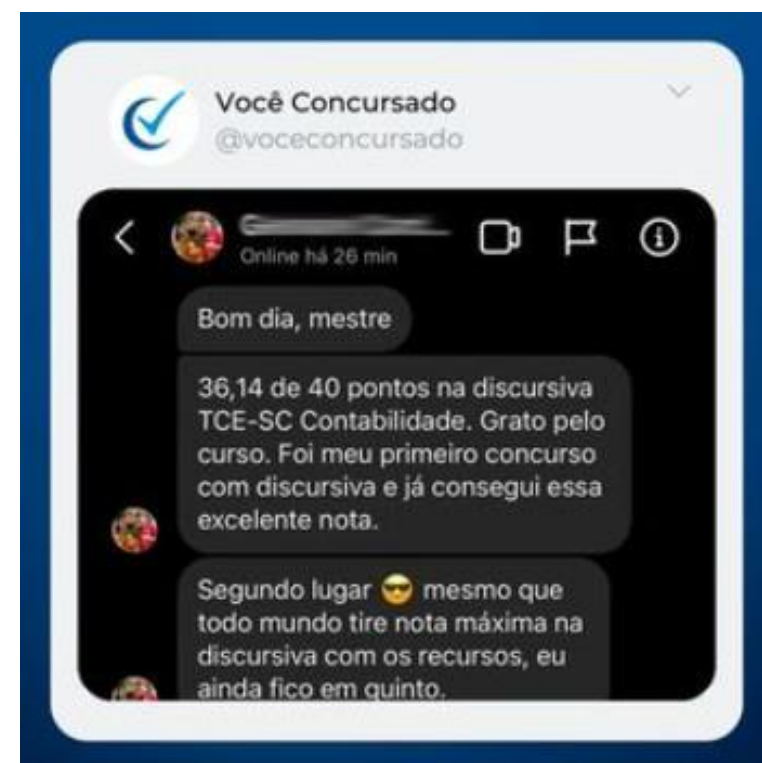 Você Concursado
@voceconcursado
Online há 26 min
Bom dia, mestre
36,14 de 40 pontos na discursiva
TCE-SC Contabilidade. Grato pelo
curso. Foi meu primeiro concurso
com discursiva e já consegui essa
excelente nota.
Segundo lugar 😎 mesmo que
todo mundo tire nota máxima na
discursiva com os recursos, eu
ainda fico em quinto.